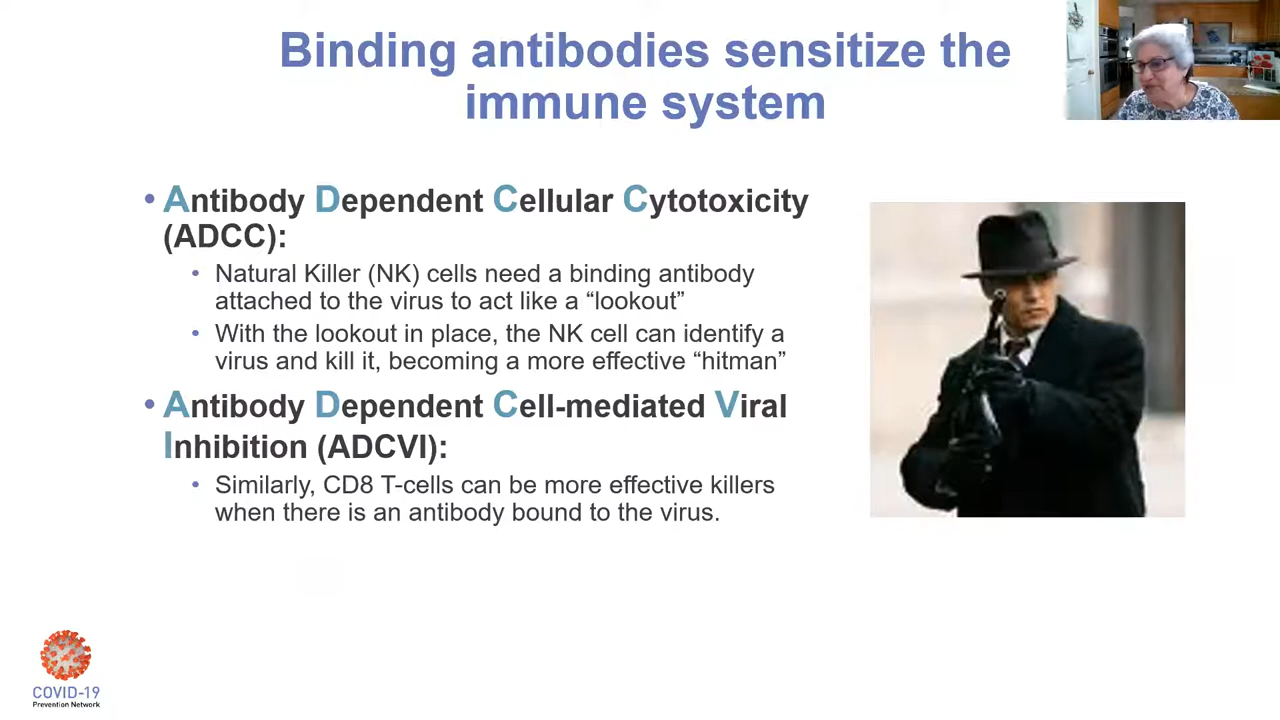 Binding antibodies sensitize the
immune system
• Antibody Dependent Cellular Cytotoxicity
(ADCC):
• Natural Killer (NK) cells need a binding antibody
attached to the virus to act like a “lookout”
• With the lookout in place, the NK cell can identify a
virus and kill it, becoming a more effective “hitman”
• Antibody Dependent Cell-mediated Viral
Inhibition (ADCVI):
• Similarly, CD8 T-cells can be more effective killers
when there is an antibody bound to the virus.
COVID-19
Prevention Network